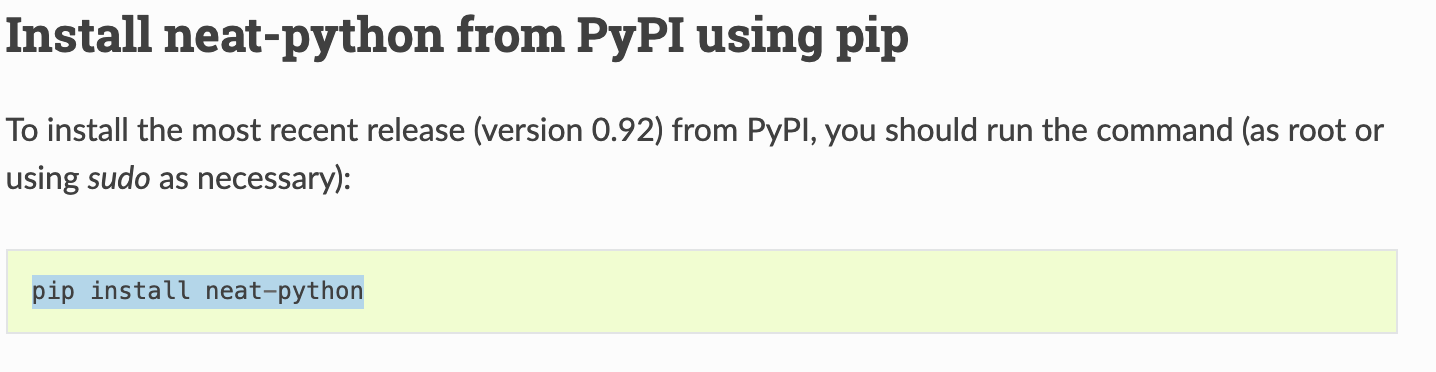 Install neat-python from PyPI using pip
To install the most recent release (version 0.92) from PyPI, you should run the command (as root or
using sudo as necessary):
pip install neat-python